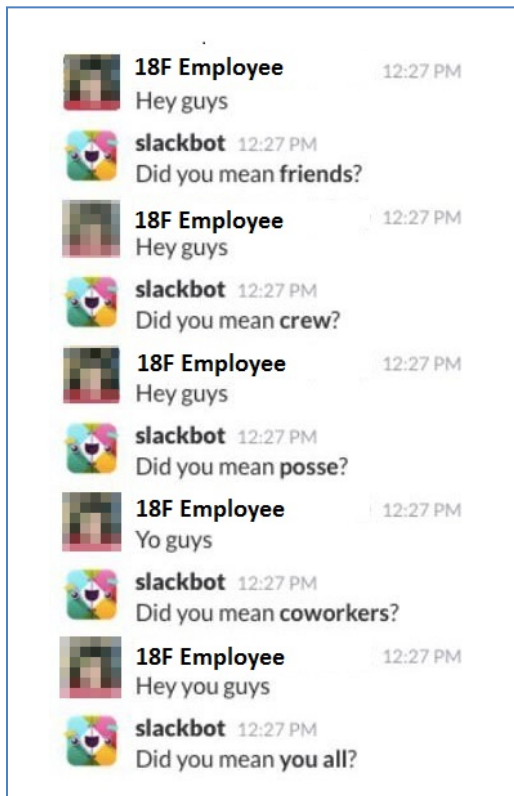 18F Employee 12:27 PM
Hey guys
slackbot 12:27 PM
Did you mean friends?
18F Employee 12:27 PM
Hey guys
slackbot 12:27 PM
Did you mean crew?
18F Employee 12:27 PM
Hey guys
slackbot 12:27 PM
Did you mean posse?
18F Employee 12:27 PM
Yo guys
slackbot 12:27 PM
Did you mean coworkers?
18F Employee 12:27 PM
Hey you guys
slackbot 12:27 PM
Did you mean you all?